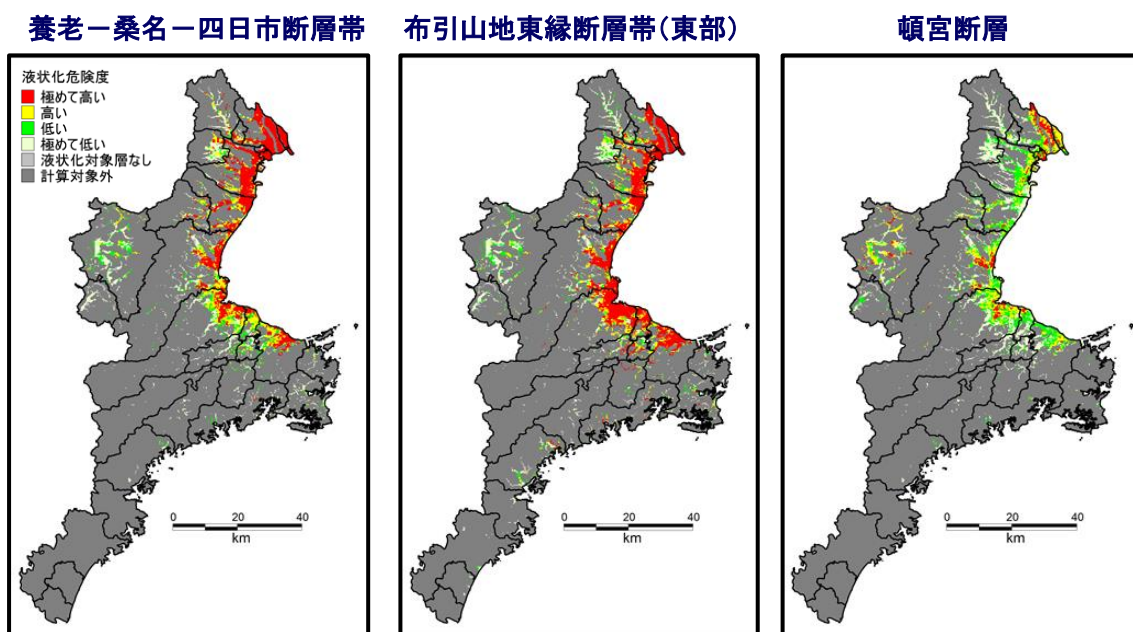 養老－桑名－四日市断層帯
布引山地東縁断層帯(東部)
頓宮断層
液状化危険度
極めて高い
高い
低い
極めて低い
液状化対象層なし
計算対象外
0 20 40
km
0 20 40
km
0 20 40
km